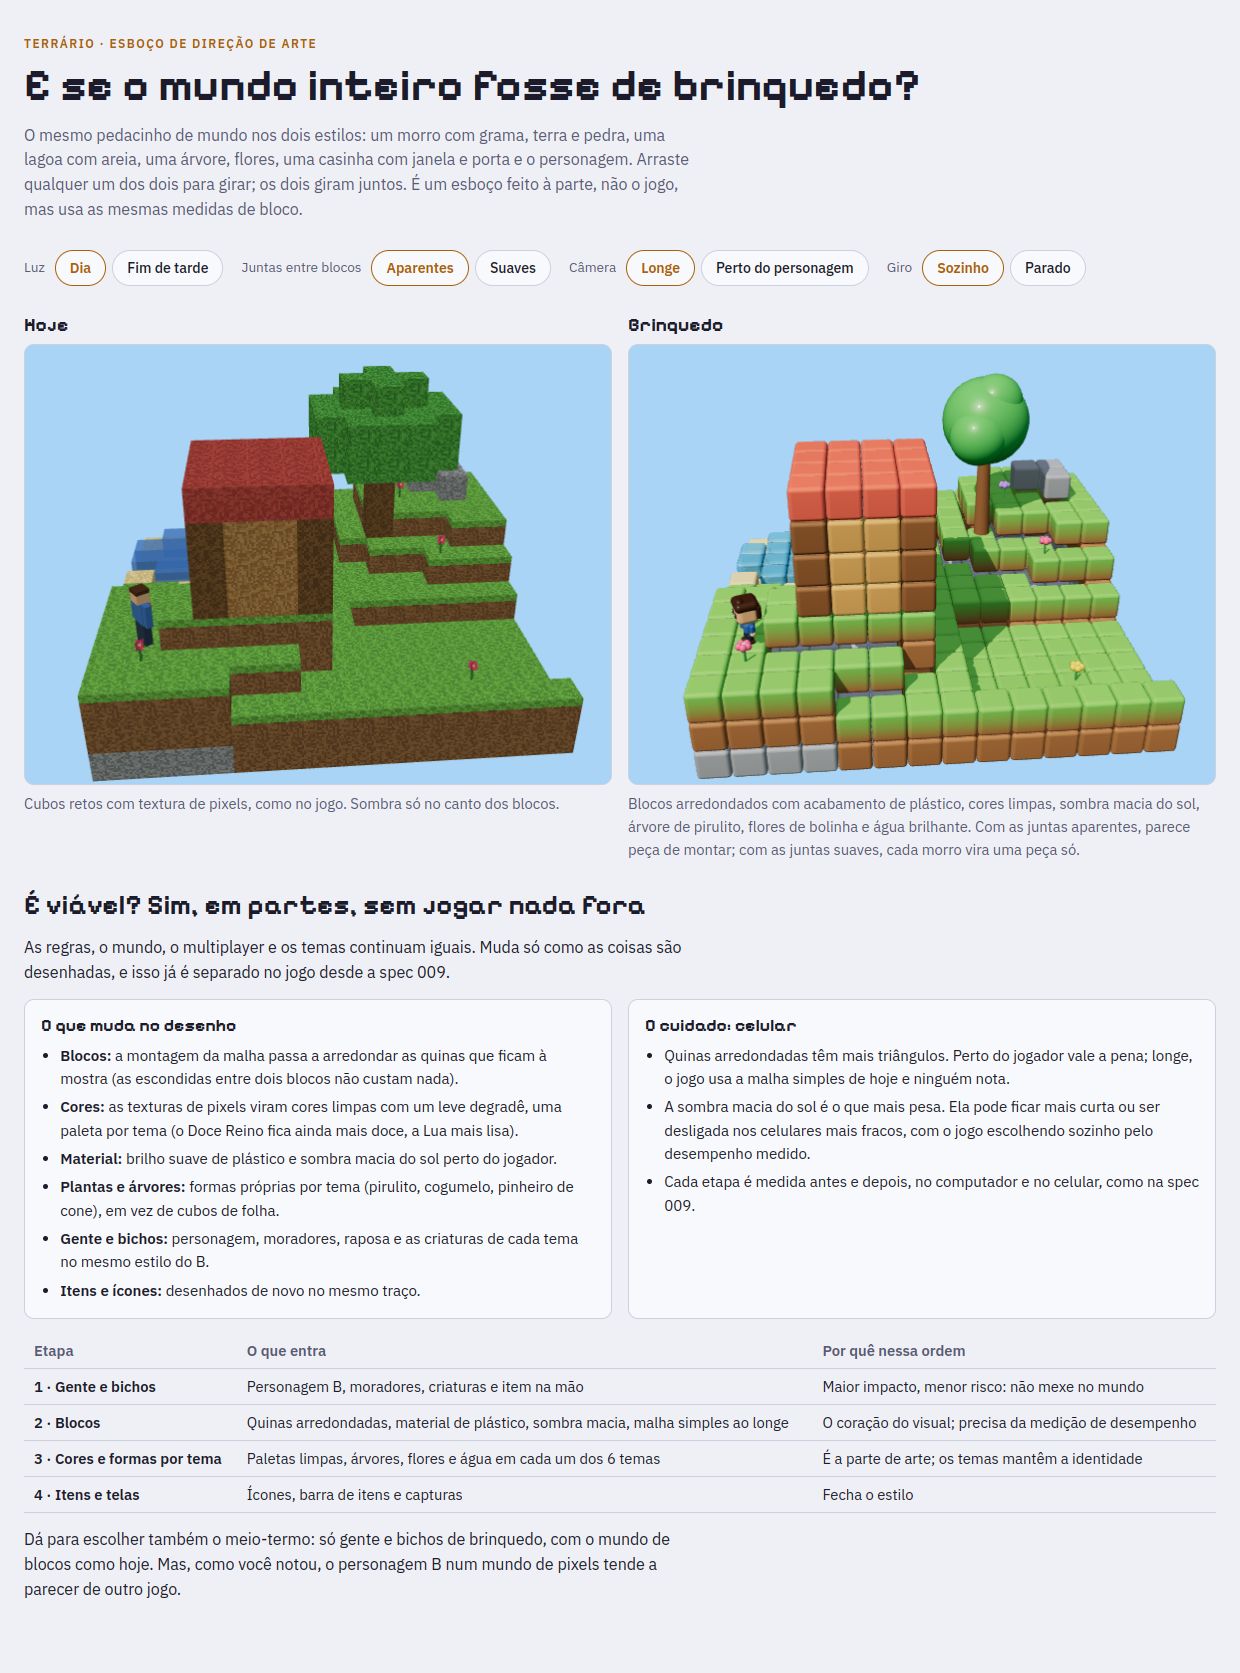 TERRÁRIO · ESBOÇO DE DIREÇÃO DE ARTE
E se o mundo inteiro fosse de brinquedo?
O mesmo pedacinho de mundo nos dois estilos: um morro com grama, terra e pedra, uma
lagoa com areia, uma árvore, flores, uma casinha com janela e porta e o personagem. Arraste
qualquer um dos dois para girar; os dois giram juntos. É um esboço feito à parte, não o jogo,
mas usa as mesmas medidas de bloco.
Luz Dia Fim de tarde Juntas entre blocos Aparentes Suaves Câmera Longe Perto do personagem Giro Sozinho Parado
Hoje
Brinquedo
Cubos retos com textura de pixels, como no jogo. Sombra só no canto dos blocos.
Blocos arredondados com acabamento de plástico, cores limpas, sombra macia do sol,
árvore de pirulito, flores de bolinha e água brilhante. Com as juntas aparentes, parece
peça de montar; com as juntas suaves, cada morro vira uma peça só.
É viável? Sim, em partes, sem jogar nada fora
As regras, o mundo, o multiplayer e os temas continuam iguais. Muda só como as coisas são
desenhadas, e isso já é separado no jogo desde a spec 009.
O que muda no desenho
• Blocos: a montagem da malha passa a arredondar as quinas que ficam à
mostra (as escondidas entre dois blocos não custam nada).
• Cores: as texturas de pixels viram cores limpas com um leve degradê, uma
paleta por tema (o Doce Reino fica ainda mais doce, a Lua mais lisa).
• Material: brilho suave de plástico e sombra macia do sol perto do jogador.
• Plantas e árvores: formas próprias por tema (pirulito, cogumelo, pinheiro de
cone), em vez de cubos de folha.
• Gente e bichos: personagem, moradores, raposa e as criaturas de cada tema
no mesmo estilo do B.
• Itens e ícones: desenhados de novo no mesmo traço.
O cuidado: celular
• Quinas arredondadas têm mais triângulos. Perto do jogador vale a pena; longe,
o jogo usa a malha simples de hoje e ninguém nota.
• A sombra macia do sol é o que mais pesa. Ela pode ficar mais curta ou ser
desligada nos celulares mais fracos, com o jogo escolhendo sozinho pelo
desempenho medido.
• Cada etapa é medida antes e depois, no computador e no celular, como na spec
009.
Etapa O que entra Por quê nessa ordem
1 · Gente e bichos Personagem B, moradores, criaturas e item na mão Maior impacto, menor risco: não mexe no mundo
2 · Blocos Quinas arredondadas, material de plástico, sombra macia, malha simples ao longe O coração do visual; precisa da medição de desempenho
3 · Cores e formas por tema Paletas limpas, árvores, flores e água em cada um dos 6 temas É a parte de arte; os temas mantêm a identidade
4 · Itens e telas Ícones, barra de itens e capturas Fecha o estilo
Dá para escolher também o meio-termo: só gente e bichos de brinquedo, com o mundo de
blocos como hoje. Mas, como você notou, o personagem B num mundo de pixels tende a
parecer de outro jogo.